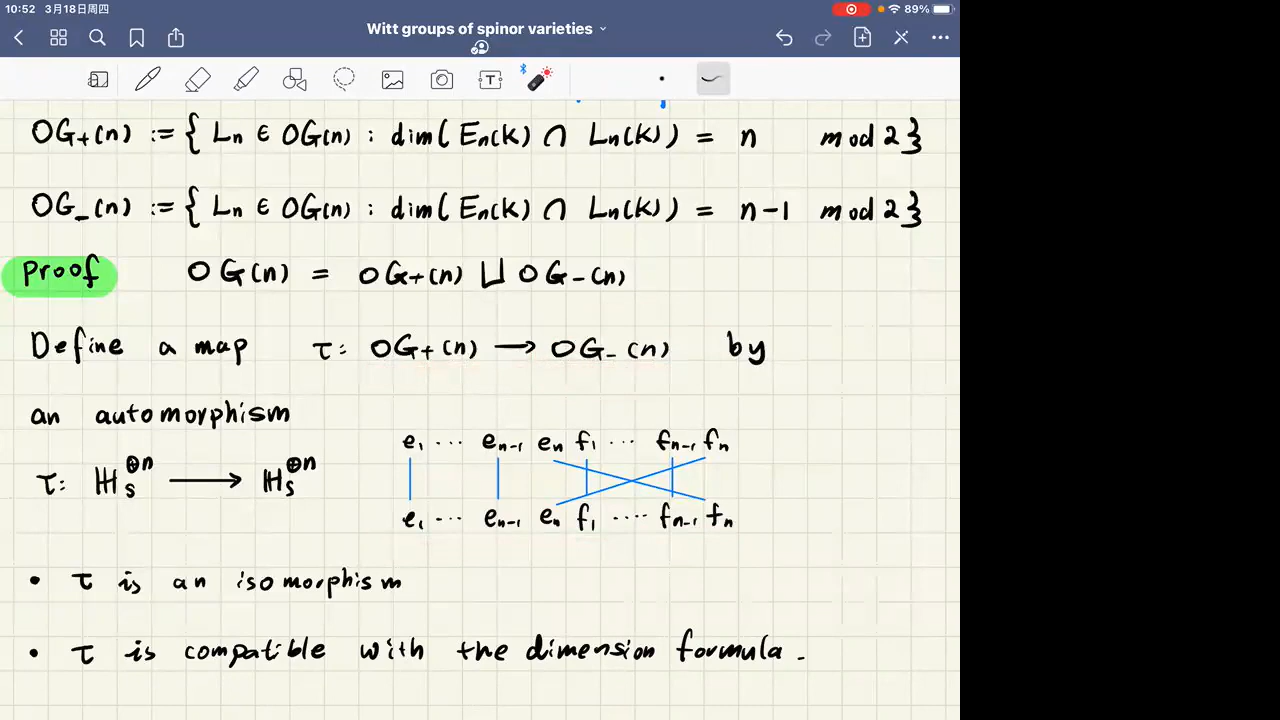 10:52 3月18日周四
89%
Witt groups of spinor varieties
T
OG+(n) := { Ln ∈ OG(n) : dim( En(k) ∩ Ln(k) ) = n mod 2 }
OG_(n) := { Ln ∈ OG(n) : dim( En(k) ∩ Ln(k) ) = n-1 mod 2 }
Proof OG(n) = OG+(n) ⊔ OG-(n)
Define a map τ: OG+(n) → OG-(n) by
an automorphism
e₁ ... eₙ₋₁ eₙ f₁ ... fₙ₋₁ fₙ
τ: ℍₛ^⊕n → ℍₛ^⊕n
e₁ ... eₙ₋₁ eₙ f₁ .... fₙ₋₁ fₙ
• τ is an isomorphism
• τ is compatible with the dimension formula.